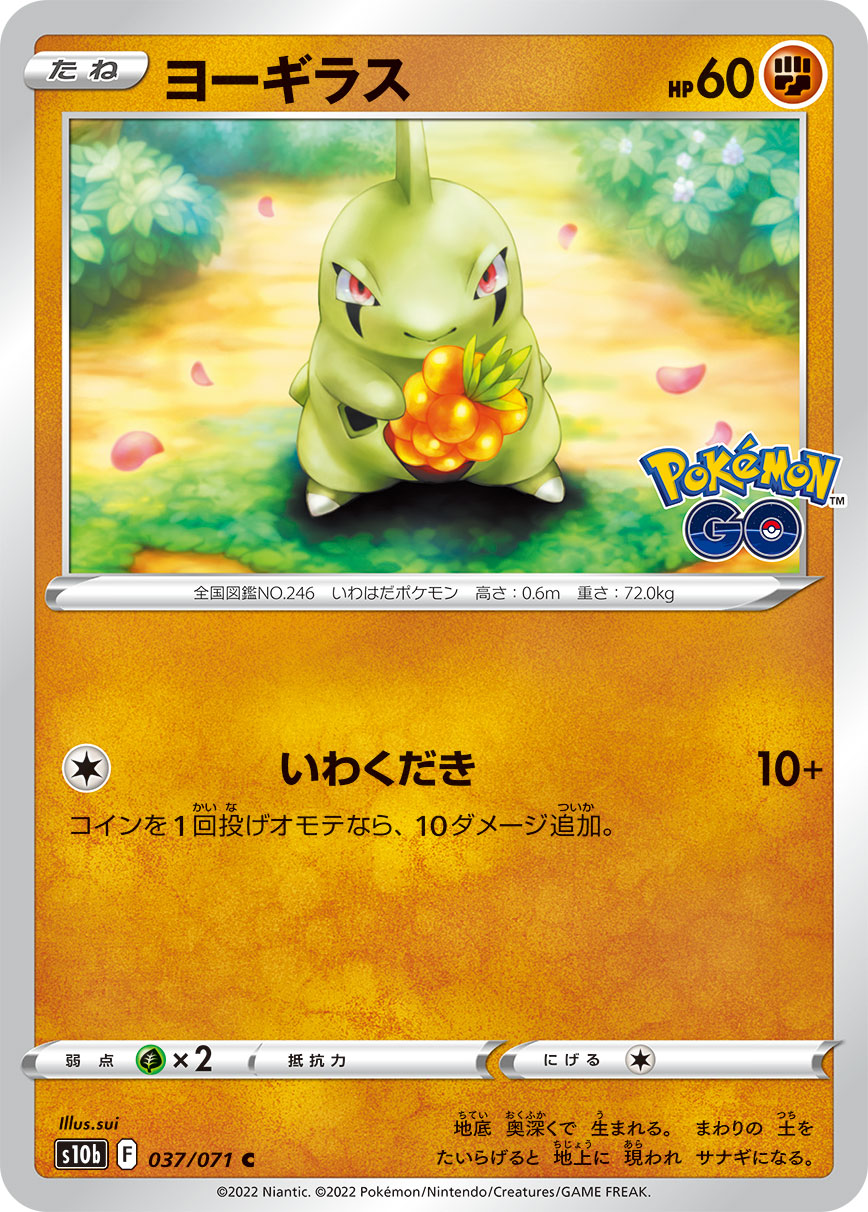 たね ヨーギラス HP60
Pokémon
GO
TM
全国図鑑NO.246 いわはだポケモン 高さ：0.6m 重さ：72.0kg
いわくだき 10+
コインを1回投げオモテなら、10ダメージ追加。
弱点 ×2 抵抗力 にげる
Illus.sui
地底 奥深くで 生まれる。 まわりの 土を
たいらげると 地上に 現われ サナギになる。
s10b F 037/071 C
©2022 Niantic. ©2022 Pokémon/Nintendo/Creatures/GAME FREAK.